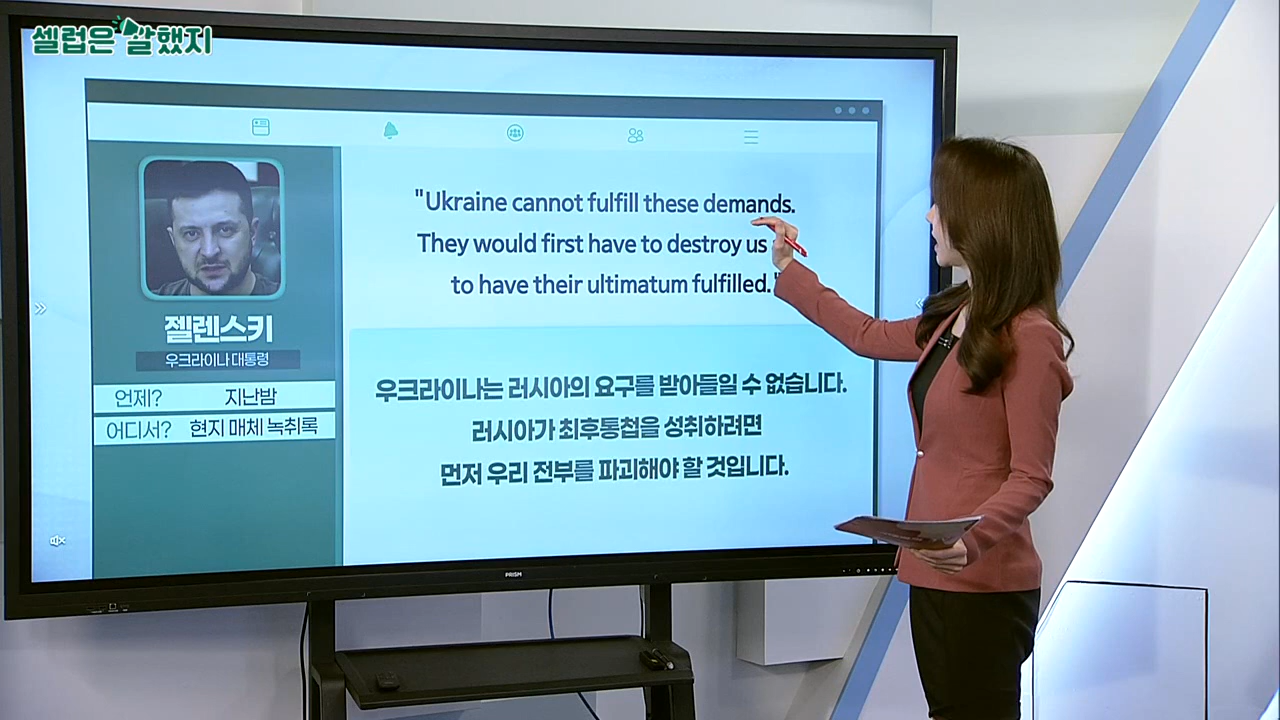 셀럽은 말했지
"Ukraine cannot fulfill these demands.
They would first have to destroy us
to have their ultimatum fulfilled."
젤렌스키
우크라이나 대통령
언제? 지난밤
어디서? 현지 매체 녹취록
우크라이나는 러시아의 요구를 받아들일 수 없습니다.
러시아가 최후통첩을 성취하려면
먼저 우리 전부를 파괴해야 할 것입니다.
PRISM